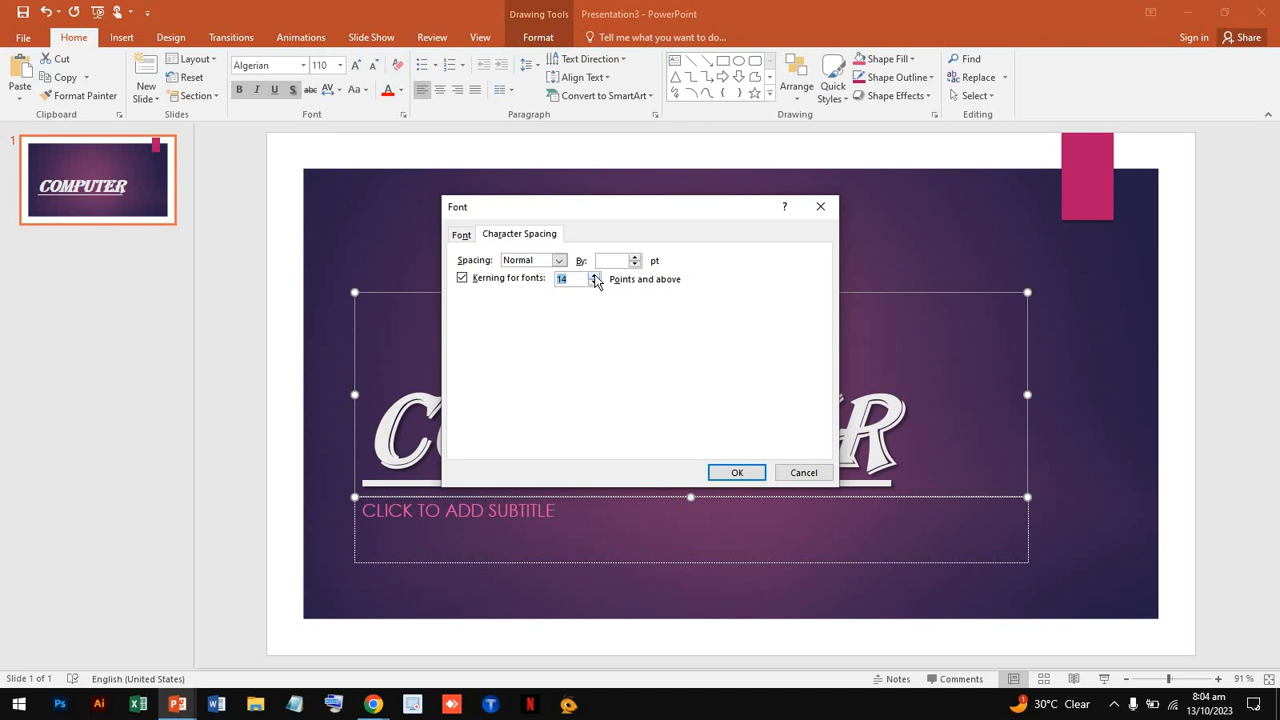 Drawing Tools
Presentation3 - PowerPoint
File
Home
Insert
Design
Transitions
Animations
Slide Show
Review
View
Format
Tell me what you want to do...
Sign in
Share
Paste
Cut
Copy
Format Painter
Clipboard
New
Slide
Layout
Reset
Section
Slides
Algerian
110
B I U S abc AV Aa A
Font
Text Direction
Align Text
Convert to SmartArt
Paragraph
Arrange
Quick
Styles
Shape Fill
Shape Outline
Shape Effects
Drawing
Find
Replace
Select
Editing
1
COMPUTER
Font
Font
Character Spacing
Spacing: Normal By: pt
Kerning for fonts: 14 Points and above
OK
Cancel
CLICK TO ADD SUBTITLE
Slide 1 of 1
English (Philippines)
Notes
Comments
91 %
30°C Clear
8:04 am
13/10/2023